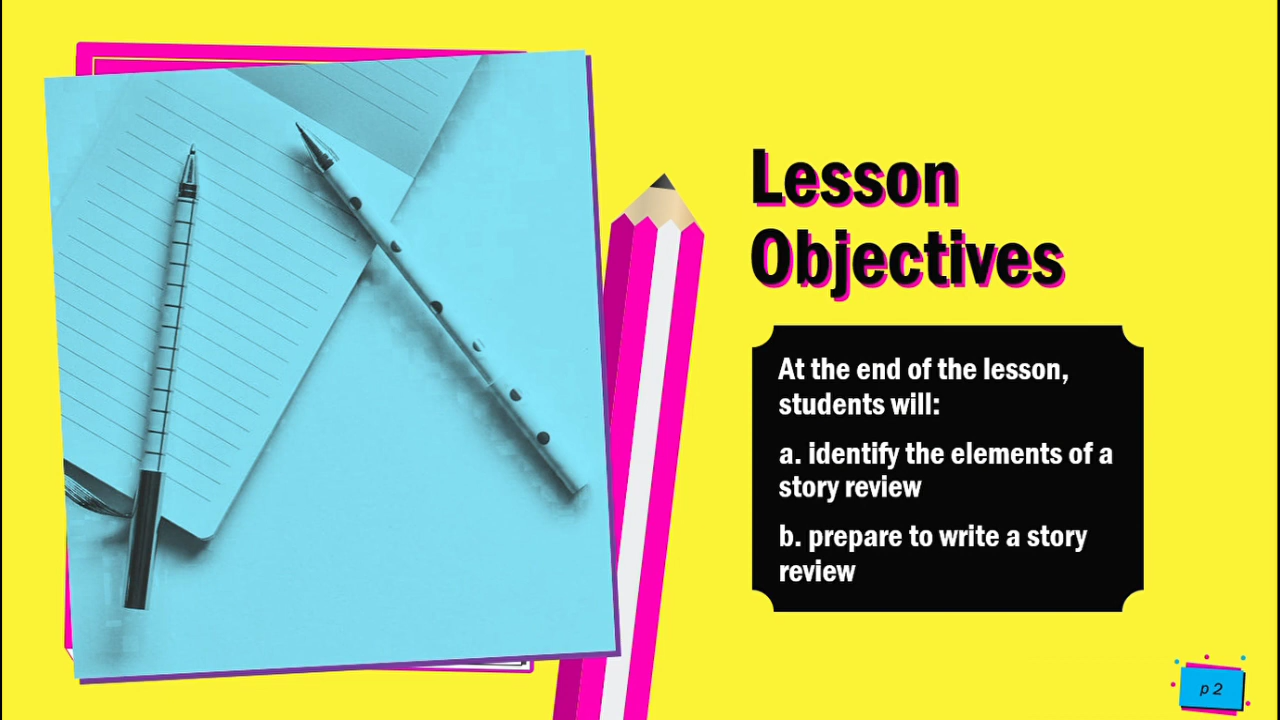 Lesson
Objectives
At the end of the lesson,
students will:
a. identify the elements of a
story review
b. prepare to write a story
review
p 2